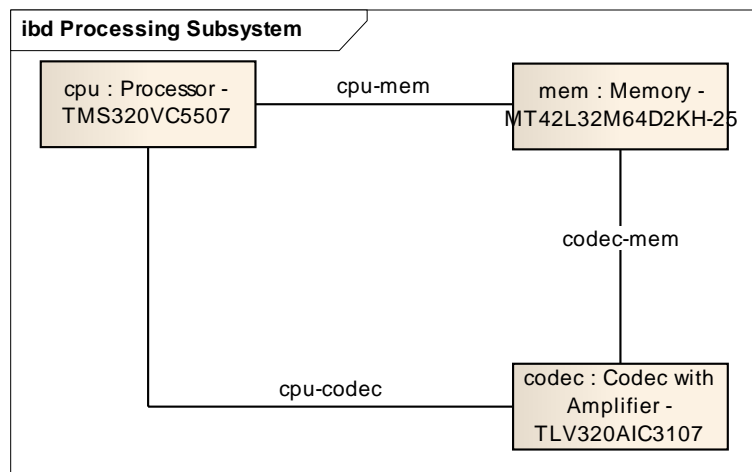 ibd Processing Subsystem
cpu : Processor -
TMS320VC5507
cpu-mem
mem : Memory -
MT42L32M64D2KH-25
codec-mem
cpu-codec
codec : Codec with
Amplifier -
TLV320AIC3107